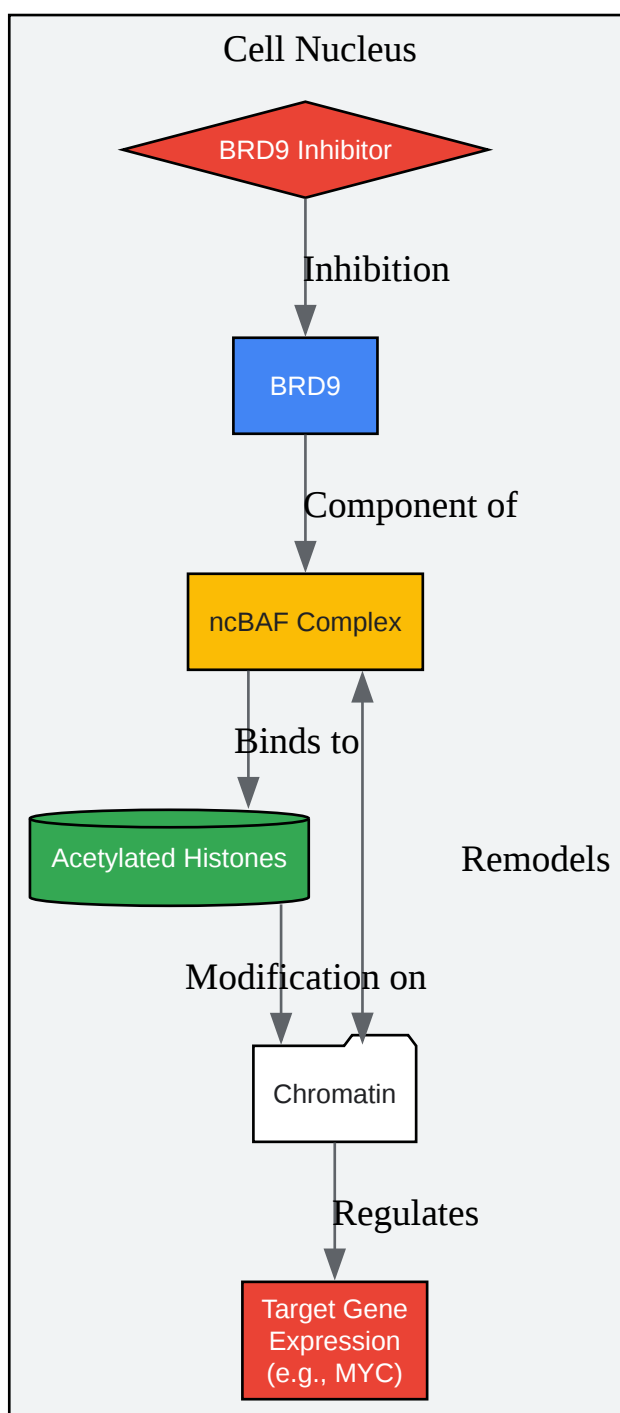 Cell Nucleus
BRD9 Inhibitor
Inhibition
BRD9
Component of
ncBAF Complex
Binds to
Acetylated Histones
Remodels
Modification on
Chromatin
Regulates
Target Gene
Expression
(e.g., MYC)